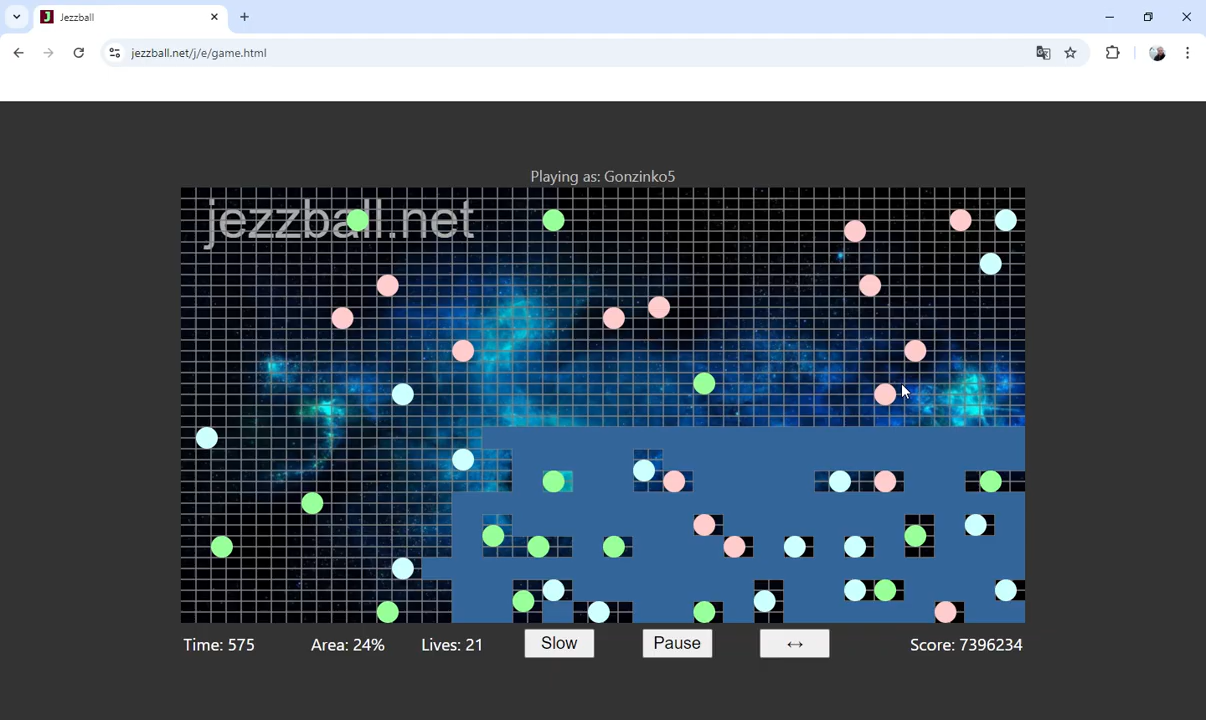 Jezzball
jezzball.net/j/e/game.html
Playing as: Gonzinko5
jezzball.net
Time: 575 Area: 24% Lives: 21 Slow Pause ↔ Score: 7396234